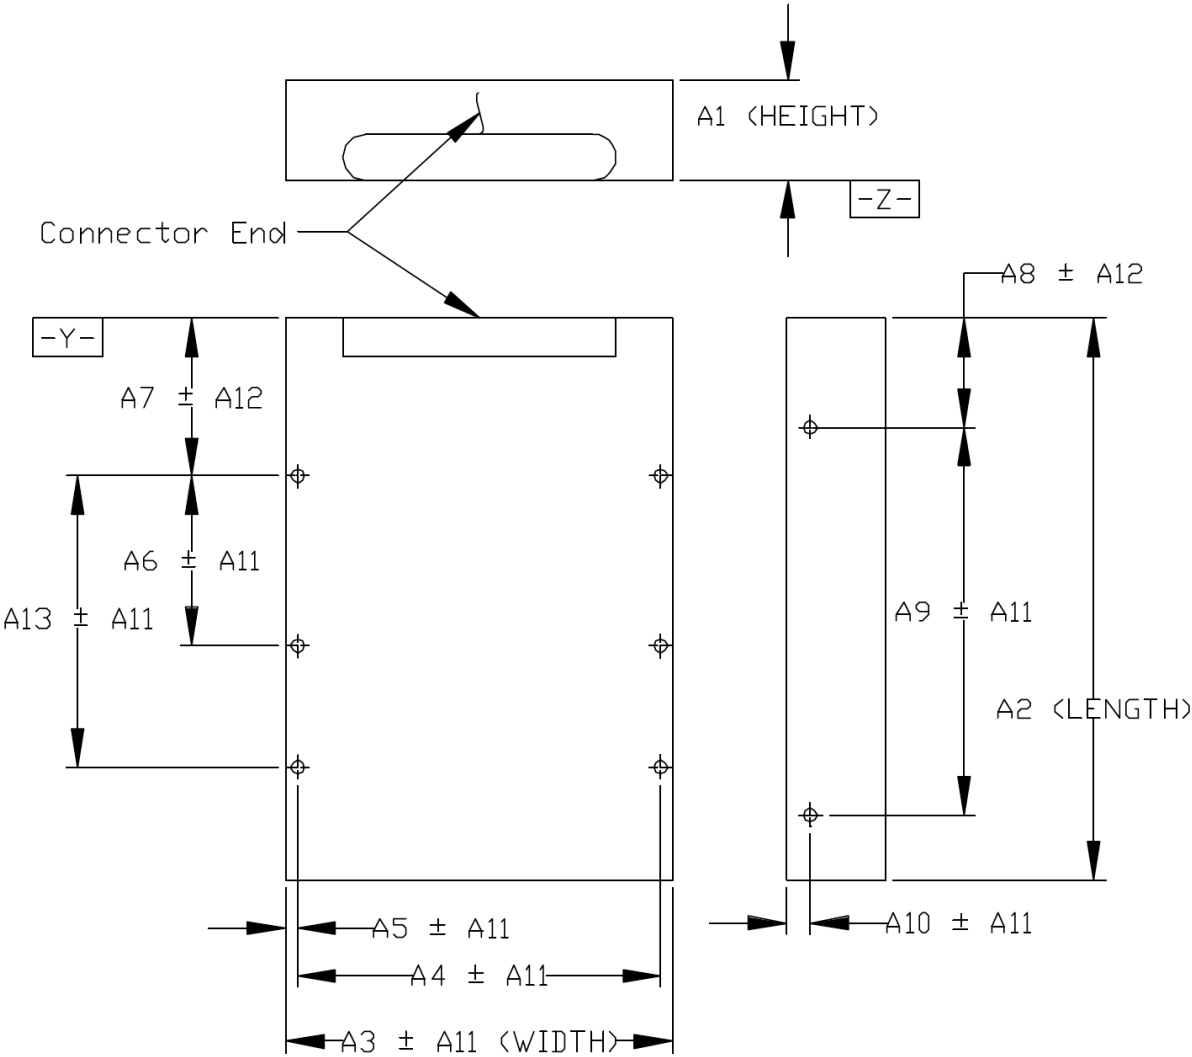 A1 (HEIGHT)
-Z-
Connector End
A8 ± A12
-Y-
A7 ± A12
A6 ± A11
A13 ± A11
A9 ± A11
A2 (LENGTH)
A5 ± A11
A10 ± A11
A4 ± A11
A3 ± A11 (WIDTH)